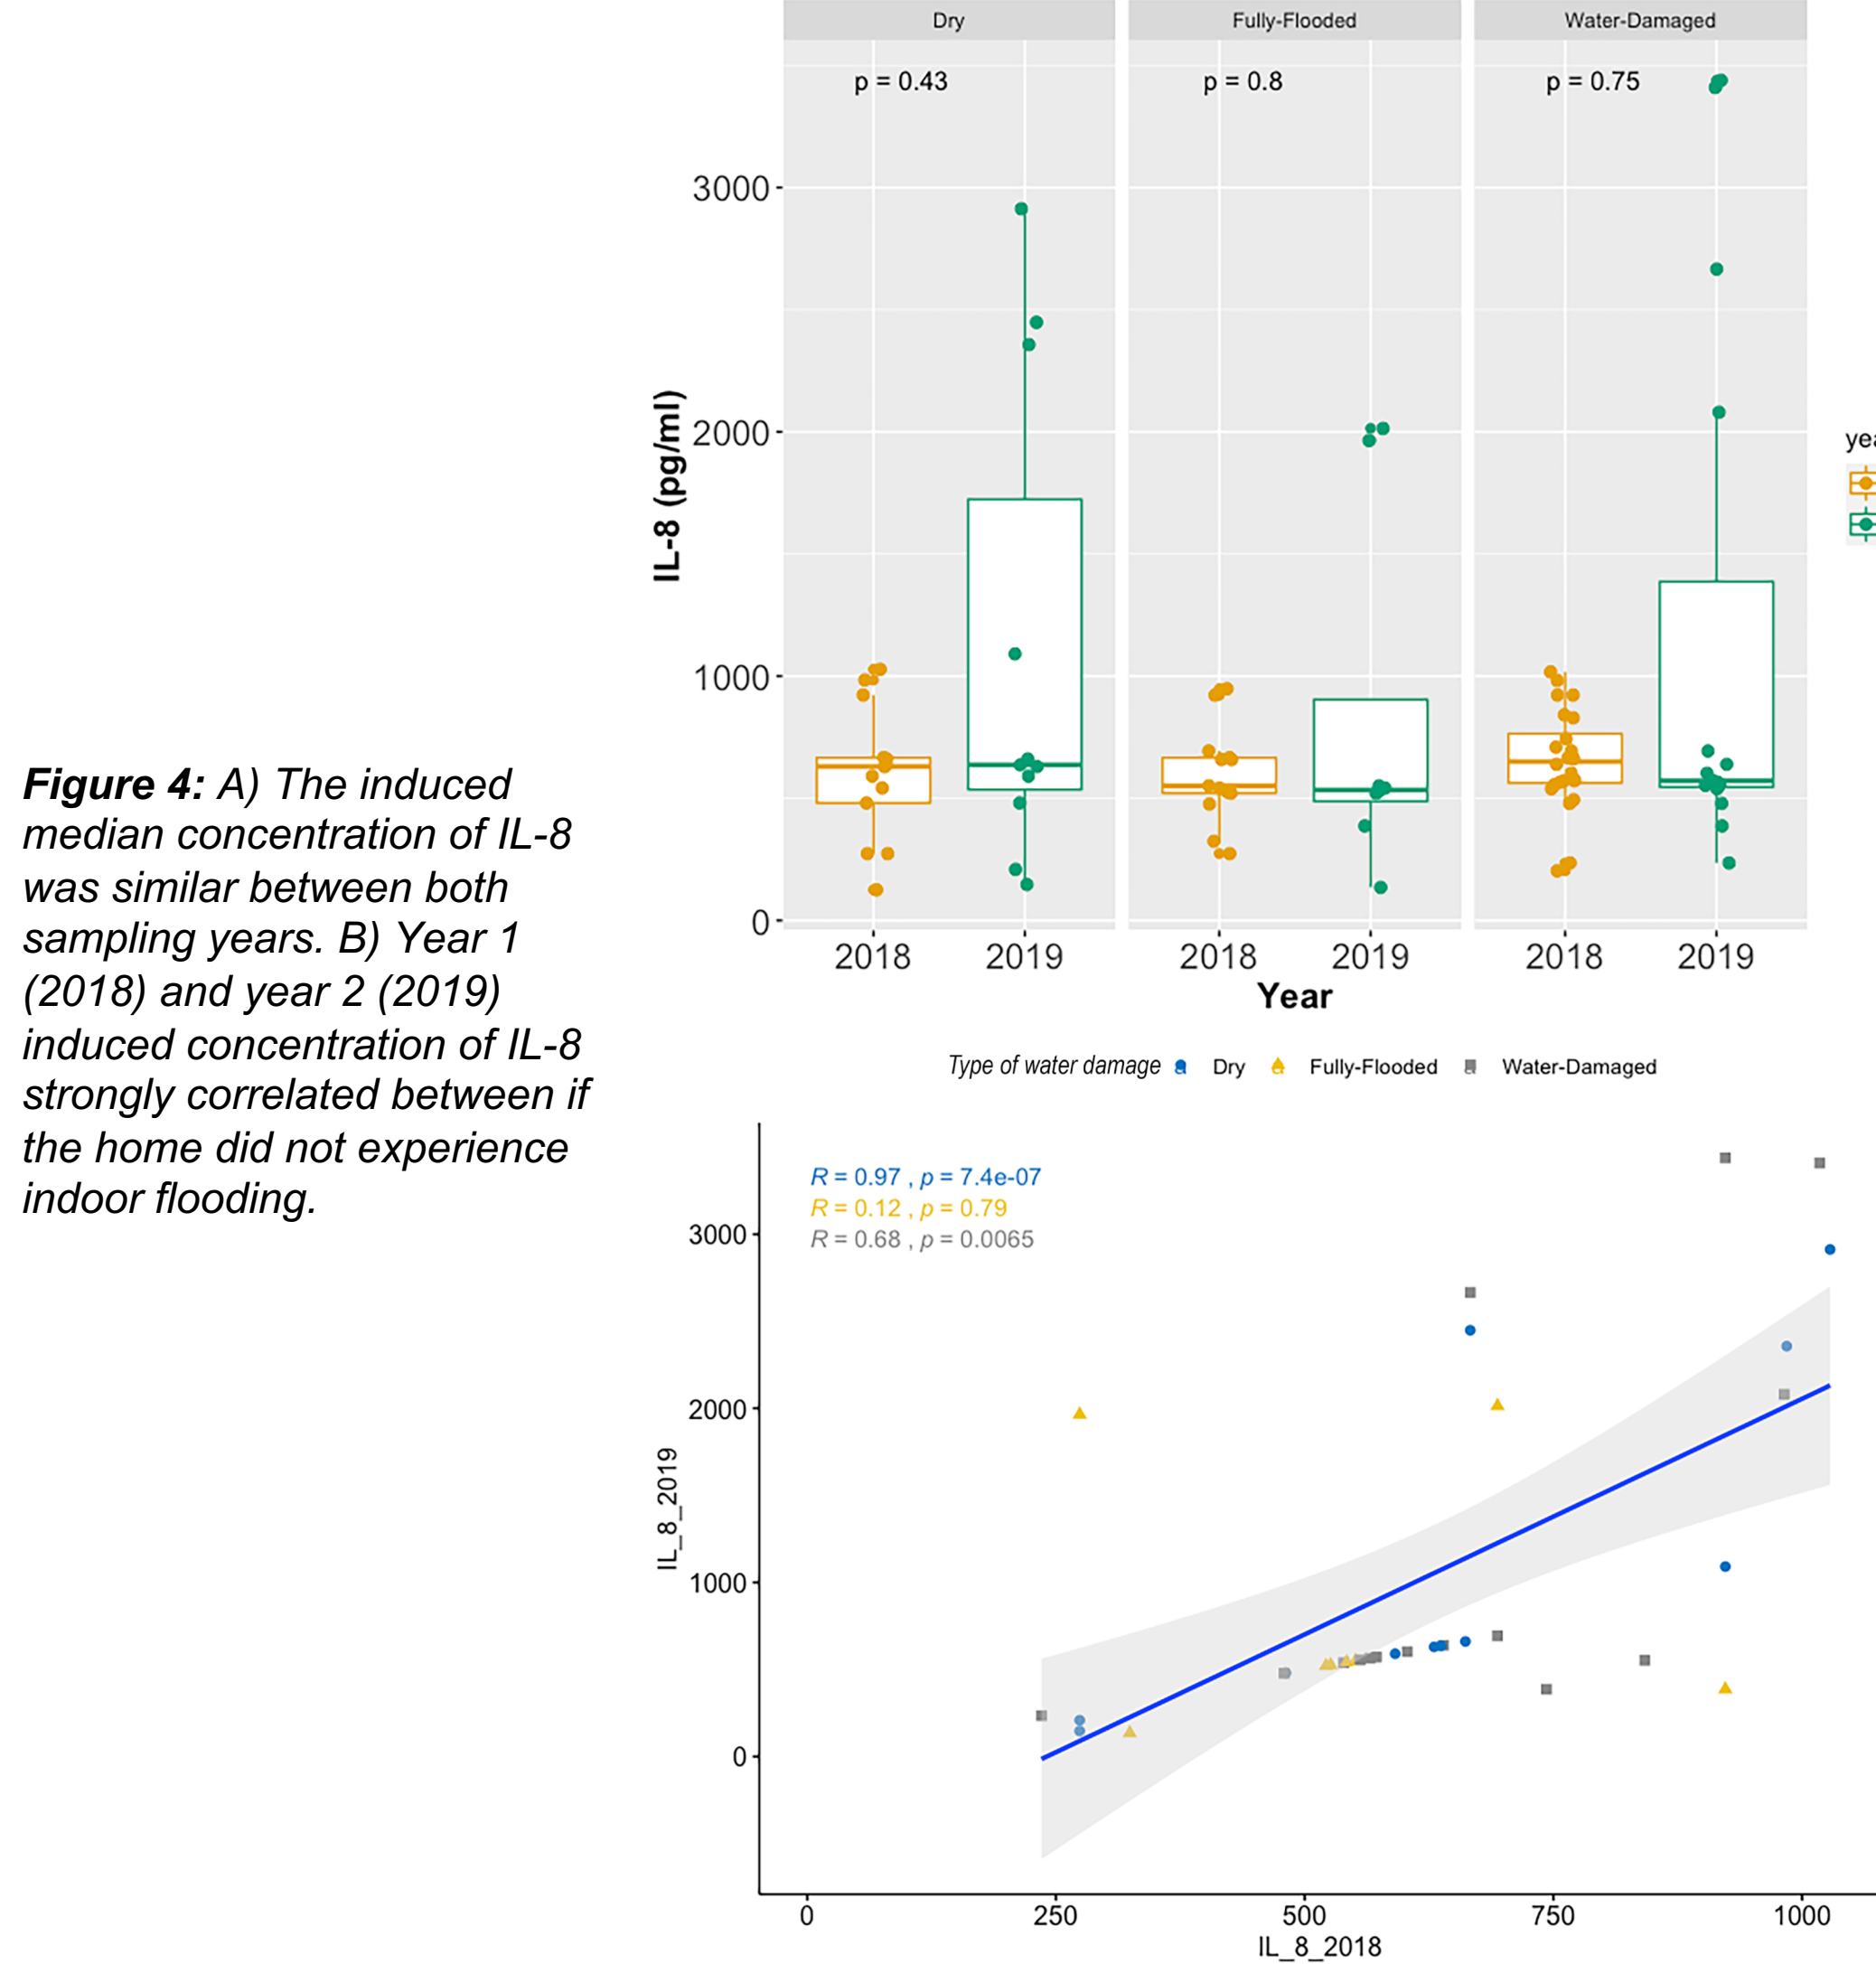 Dry Fully-Flooded Water-Damaged
p = 0.43 p = 0.8 p = 0.75
3000
2000
1000
0
IL-8 (pg/ml)
2018 2019 2018 2019 2018 2019
Year
Figure 4: A) The induced
median concentration of IL-8
was similar between both
sampling years. B) Year 1
(2018) and year 2 (2019)
induced concentration of IL-8
strongly correlated between if
the home did not experience
indoor flooding.
Type of water damage a Dry a Fully-Flooded a Water-Damaged
R = 0.97 , p = 7.4e-07
R = 0.12 , p = 0.79
R = 0.68 , p = 0.0065
3000
2000
1000
0
IL_8_2019
0 250 500 750 1000
IL_8_2018